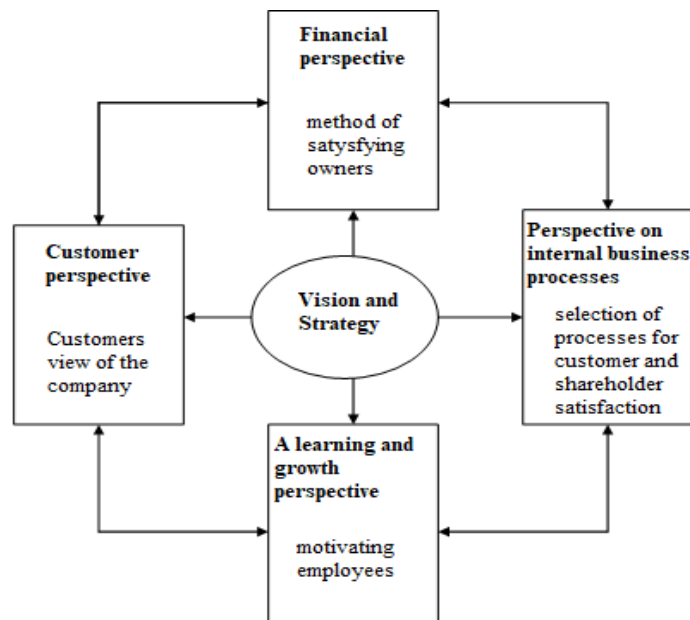 Financial
perspective
method of
satysfying
owners
Customer
perspective
Customers
view of the
company
Vision and
Strategy
Perspective on
internal business
processes
selection of
processes for
customer and
shareholder
satisfaction
A learning and
growth
perspective
motivating
employees